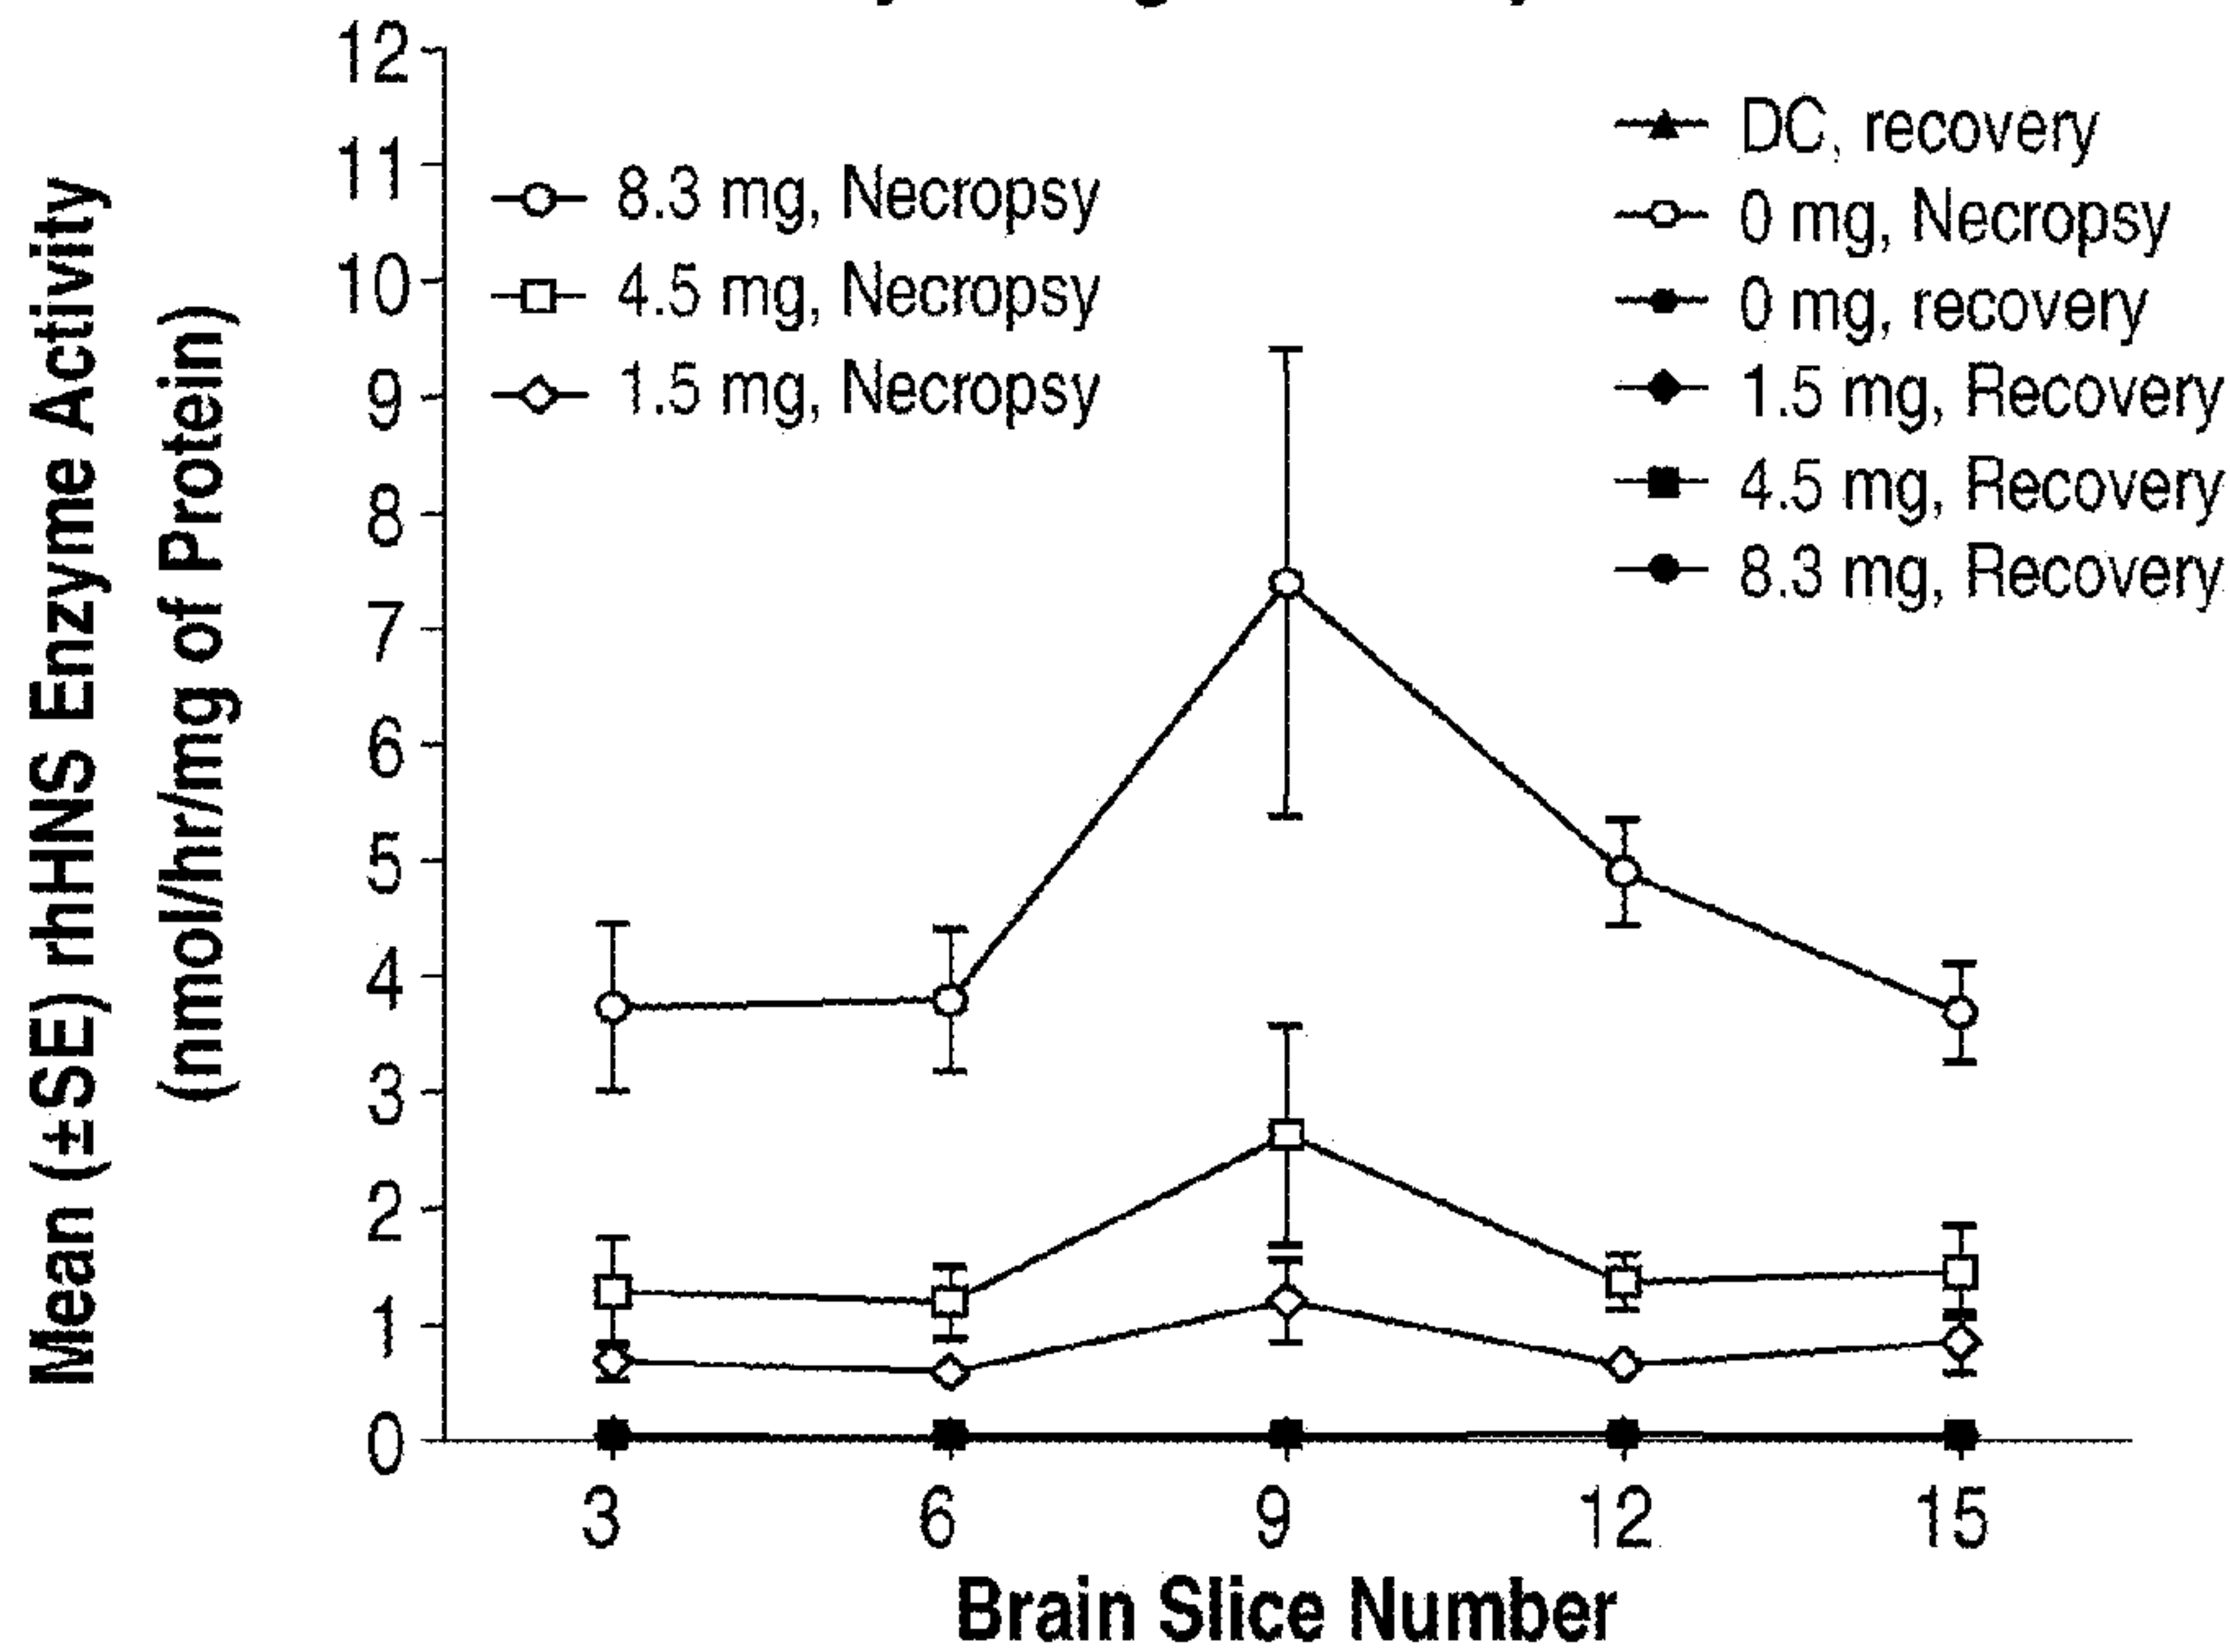 Mean (±SE) rhHNS Enzyme Activity
(nmol/hr/mg of Protein)
12
11
10
9
8
7
6
5
4
3
2
1
0
8.3 mg, Necropsy
4.5 mg, Necropsy
1.5 mg, Necropsy
DC, recovery
0 mg, Necropsy
0 mg, recovery
1.5 mg, Recovery
4.5 mg, Recovery
8.3 mg, Recovery
3 6 9 12 15
Brain Slice Number